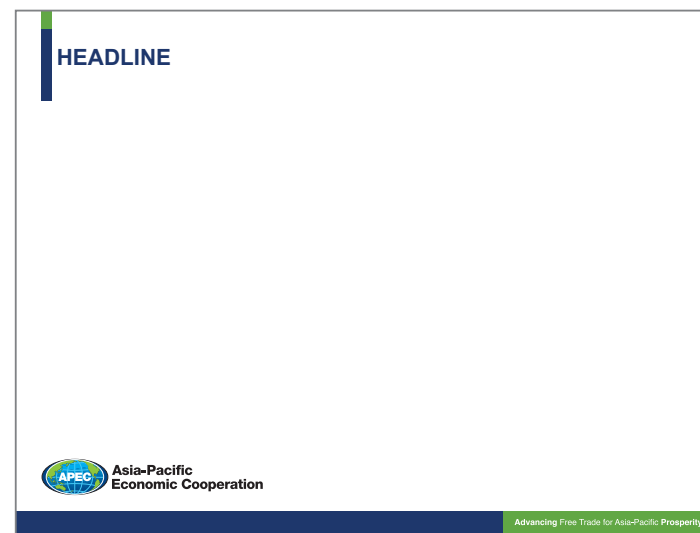 HEADLINE
APEC
Asia-Pacific
Economic Cooperation
Advancing Free Trade for Asia-Pacific Prosperity